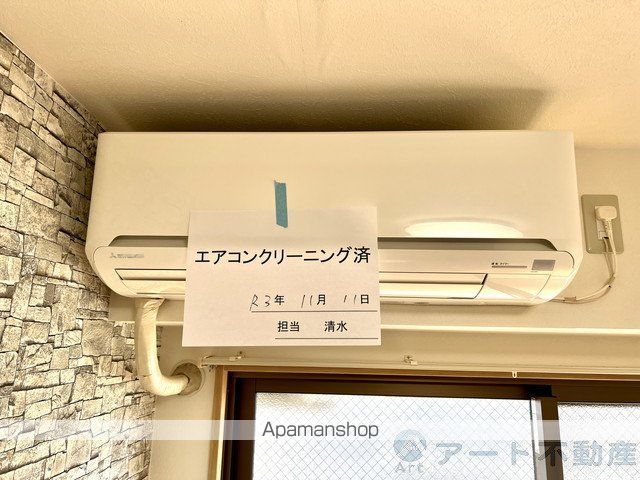 エアコンクリーニング済
R3年 11月 11日
担当 清水
Apamanshop
Art
アート不動産